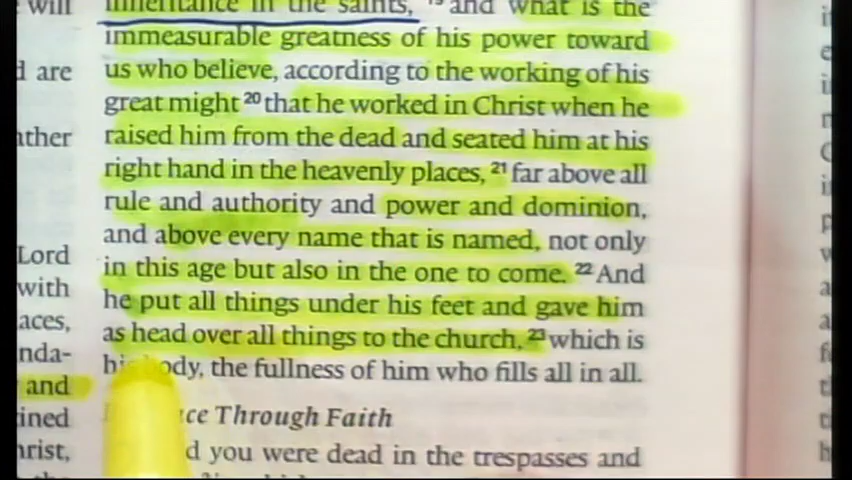 will
d are
ather
Lord
with
aces,
nda-
and
ined
hrist,
the
inheritance in the saints, 19 and what is the
immeasurable greatness of his power toward
us who believe, according to the working of his
great might 20 that he worked in Christ when he
raised him from the dead and seated him at his
right hand in the heavenly places, 21 far above all
rule and authority and power and dominion,
and above every name that is named, not only
in this age but also in the one to come. 22 And
he put all things under his feet and gave him
as head over all things to the church, 23 which is
his body, the fullness of him who fills all in all.
ce Through Faith
d you were dead in the trespasses and